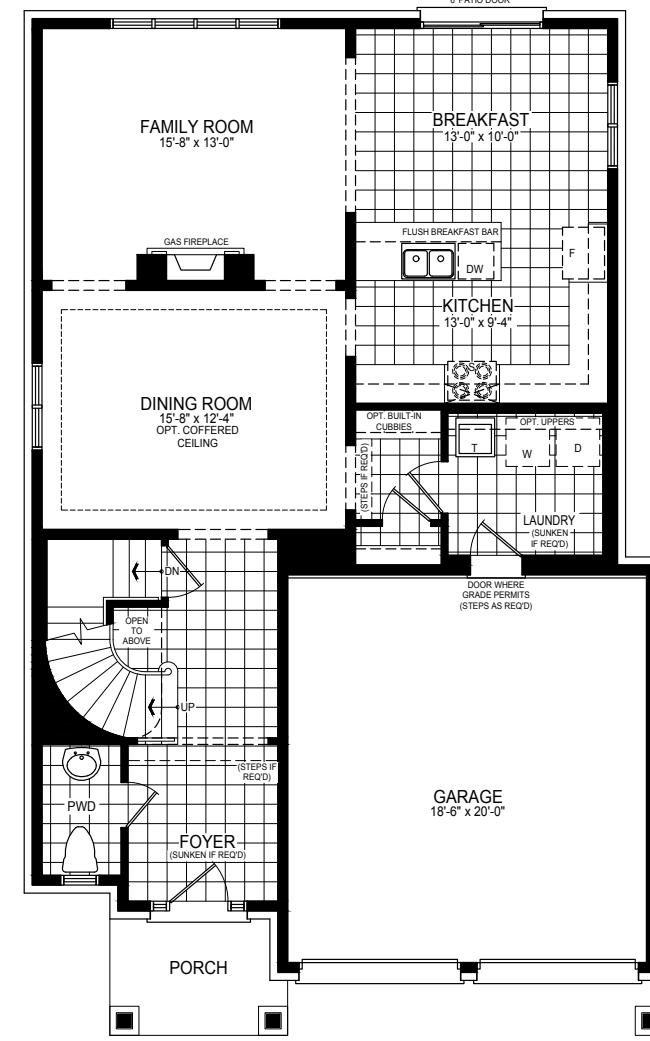 6' PATIO DOOR
FAMILY ROOM
15'-8" x 13'-0"
BREAKFAST
13'-0" x 10'-0"
GAS FIREPLACE
FLUSH BREAKFAST BAR
F
DW
KITCHEN
13'-0" x 9'-4"
S
DINING ROOM
15'-8" x 12'-4"
OPT. COFFERED
CEILING
OPT. BUILT-IN
CUBBIES
(STEPS IF REQ'D)
OPT. UPPERS
T
W
D
LAUNDRY
(SUNKEN
IF REQ'D)
DN
OPEN
TO
ABOVE
UP
DOOR WHERE
GRADE PERMITS
(STEPS AS REQ'D)
(STEPS IF
REQ'D)
PWD
FOYER
(SUNKEN IF REQ'D)
GARAGE
18'-6" x 20'-0"
PORCH